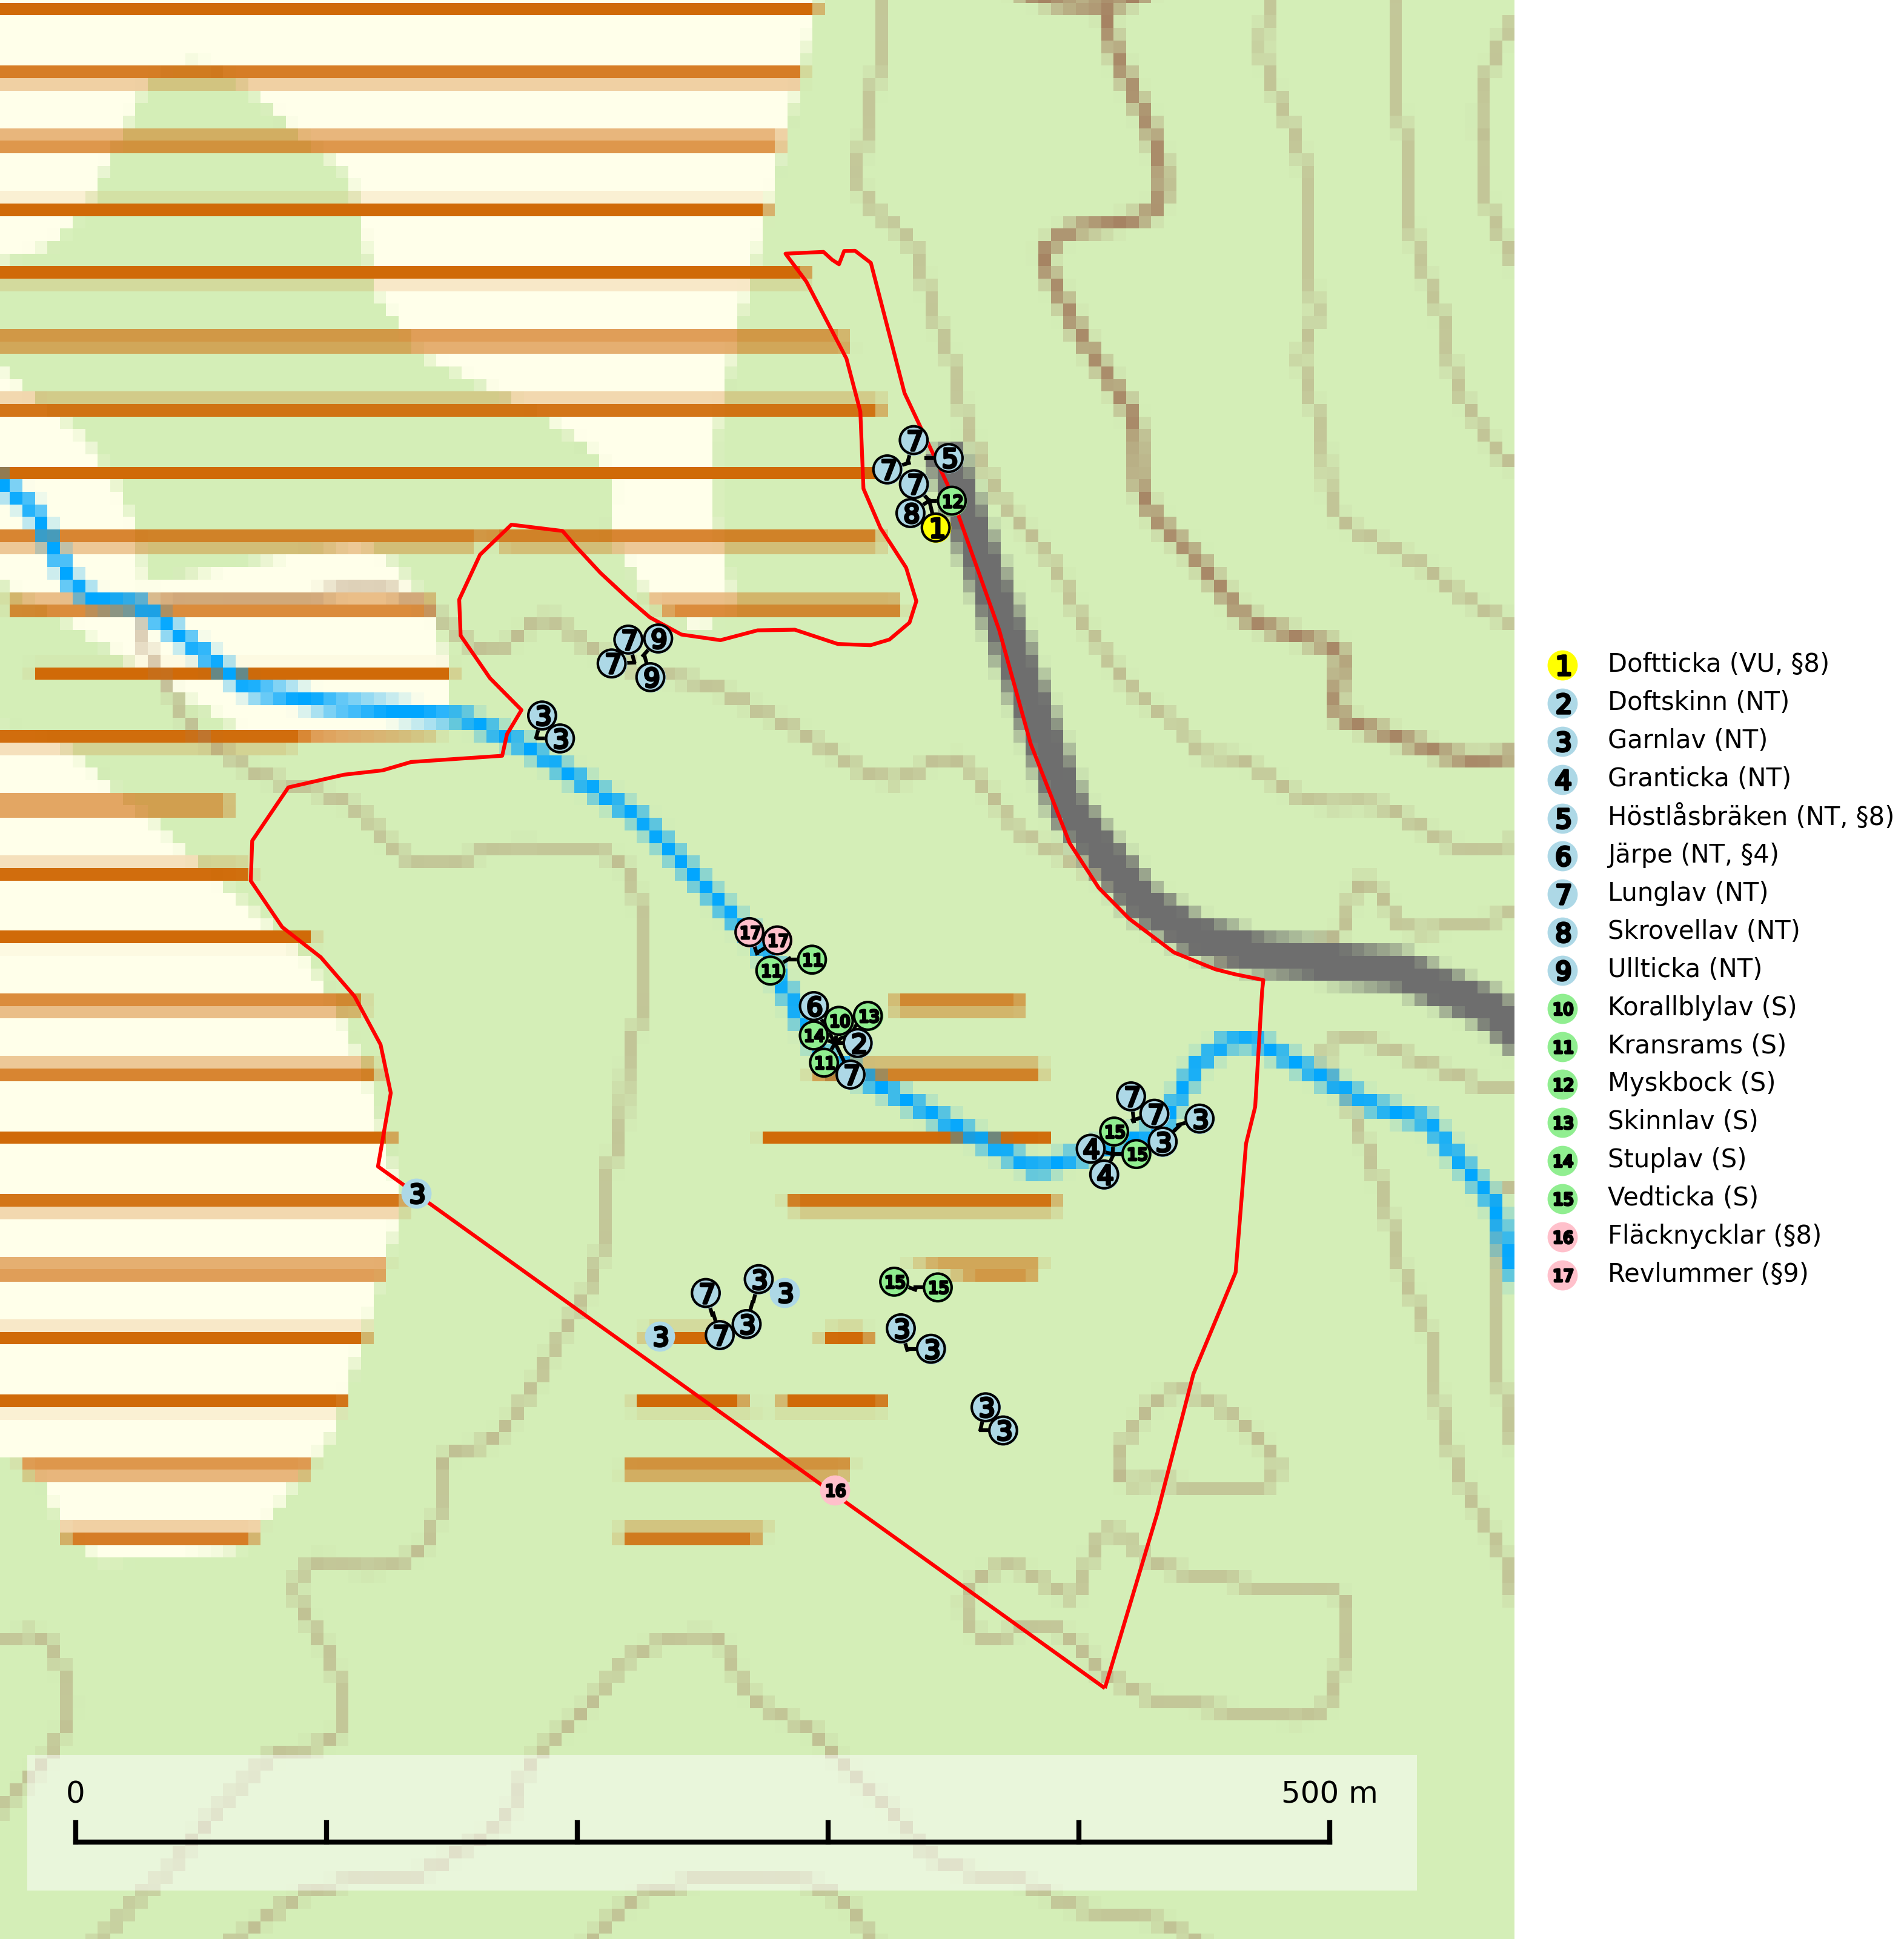 7
5
7
7
12
8
1
7
9
7
9
3
3
17
17
11
11
6
10
13
14
2
11
7
7
7
3
15
3
4
15
4
3
7
3
3
15
15
3
7
3
3
3
3
3
16
0 500 m
1 Doftticka (VU, §8)
2 Doftskinn (NT)
3 Garnlav (NT)
4 Granticka (NT)
5 Höstlåsbräken (NT, §8)
6 Järpe (NT, §4)
7 Lunglav (NT)
8 Skrovellav (NT)
9 Ullticka (NT)
10 Korallblylav (S)
11 Kransrams (S)
12 Myskbock (S)
13 Skinnlav (S)
14 Stuplav (S)
15 Vedticka (S)
16 Fläcknycklar (§8)
17 Revlummer (§9)